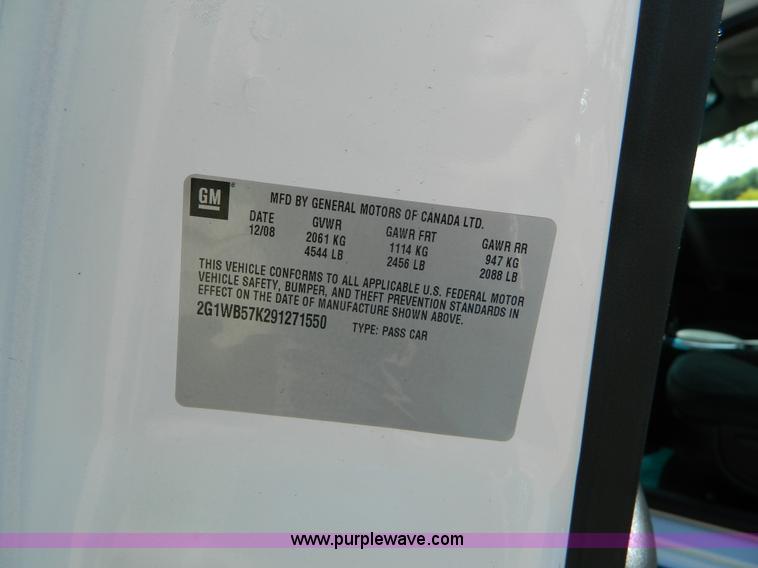 GM
MFD BY GENERAL MOTORS OF CANADA LTD.
DATE GVWR GAWR FRT GAWR RR
12/08 2061 KG 1114 KG 947 KG
4544 LB 2456 LB 2088 LB
THIS VEHICLE CONFORMS TO ALL APPLICABLE U.S. FEDERAL MOTOR
VEHICLE SAFETY, BUMPER, AND THEFT PREVENTION STANDARDS IN
EFFECT ON THE DATE OF MANUFACTURE SHOWN ABOVE.
2G1WB57K291271550 TYPE: PASS CAR
www.purplewave.com